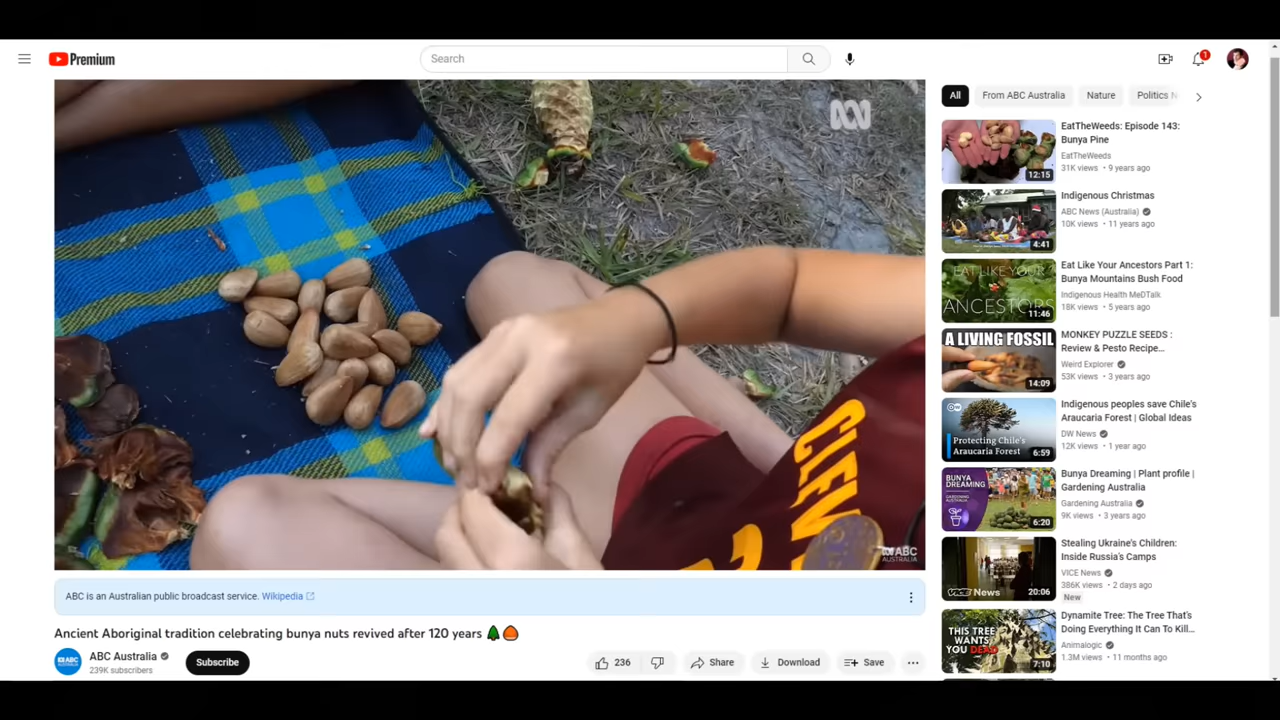 Premium
Search
1
All
From ABC Australia
Nature
Politics N
ABC
AUSTRALIA
ABC is an Australian public broadcast service. Wikipedia
Ancient Aboriginal tradition celebrating bunya nuts revived after 120 years
ABC
ABC Australia
239K subscribers
Subscribe
236
Share
Download
Save
12:15
EatTheWeeds: Episode 143:
Bunya Pine
EatTheWeeds
31K views • 9 years ago
4:41
Indigenous Christmas
ABC News (Australia)
10K views • 11 years ago
EAT LIKE YOUR
ANCESTORS
11:46
Eat Like Your Ancestors Part 1:
Bunya Mountains Bush Food
Indigenous Health MeDTalk
18K views • 5 years ago
A LIVING FOSSIL
14:09
MONKEY PUZZLE SEEDS :
Review & Pesto Recipe...
Weird Explorer
53K views • 3 years ago
Protecting Chile's
Araucaria Forest
6:59
Indigenous peoples save Chile's
Araucaria Forest | Global Ideas
DW News
12K views • 1 year ago
BUNYA
DREAMING
6:20
Bunya Dreaming | Plant profile |
Gardening Australia
Gardening Australia
9K views • 3 years ago
VICE News
20:06
Stealing Ukraine's Children:
Inside Russia's Camps
VICE News
386K views • 2 days ago
New
THIS TREE
WANTS
YOU DEAD
7:10
Dynamite Tree: The Tree That's
Doing Everything It Can To Kill...
Animalogic
1.3M views • 11 months ago